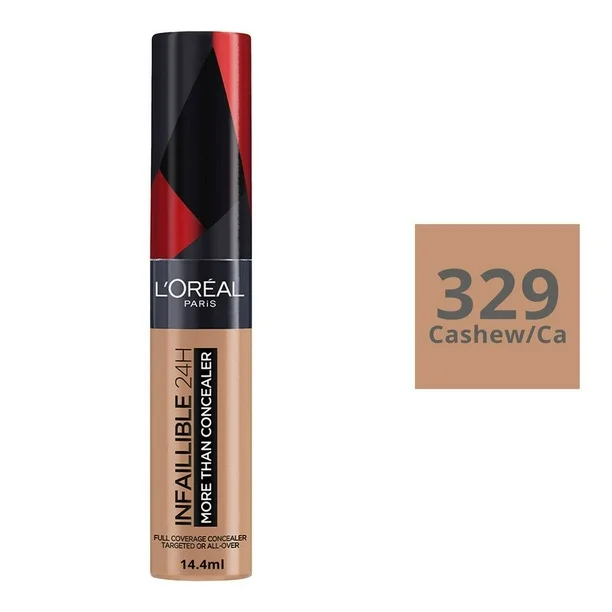 L'ORÉAL
PARIS
INFAILLIBLE 24H
MORE THAN CONCEALER
FULL COVERAGE CONCEALER
TARGETED OR ALL-OVER
14.4ml
329
Cashew/Ca